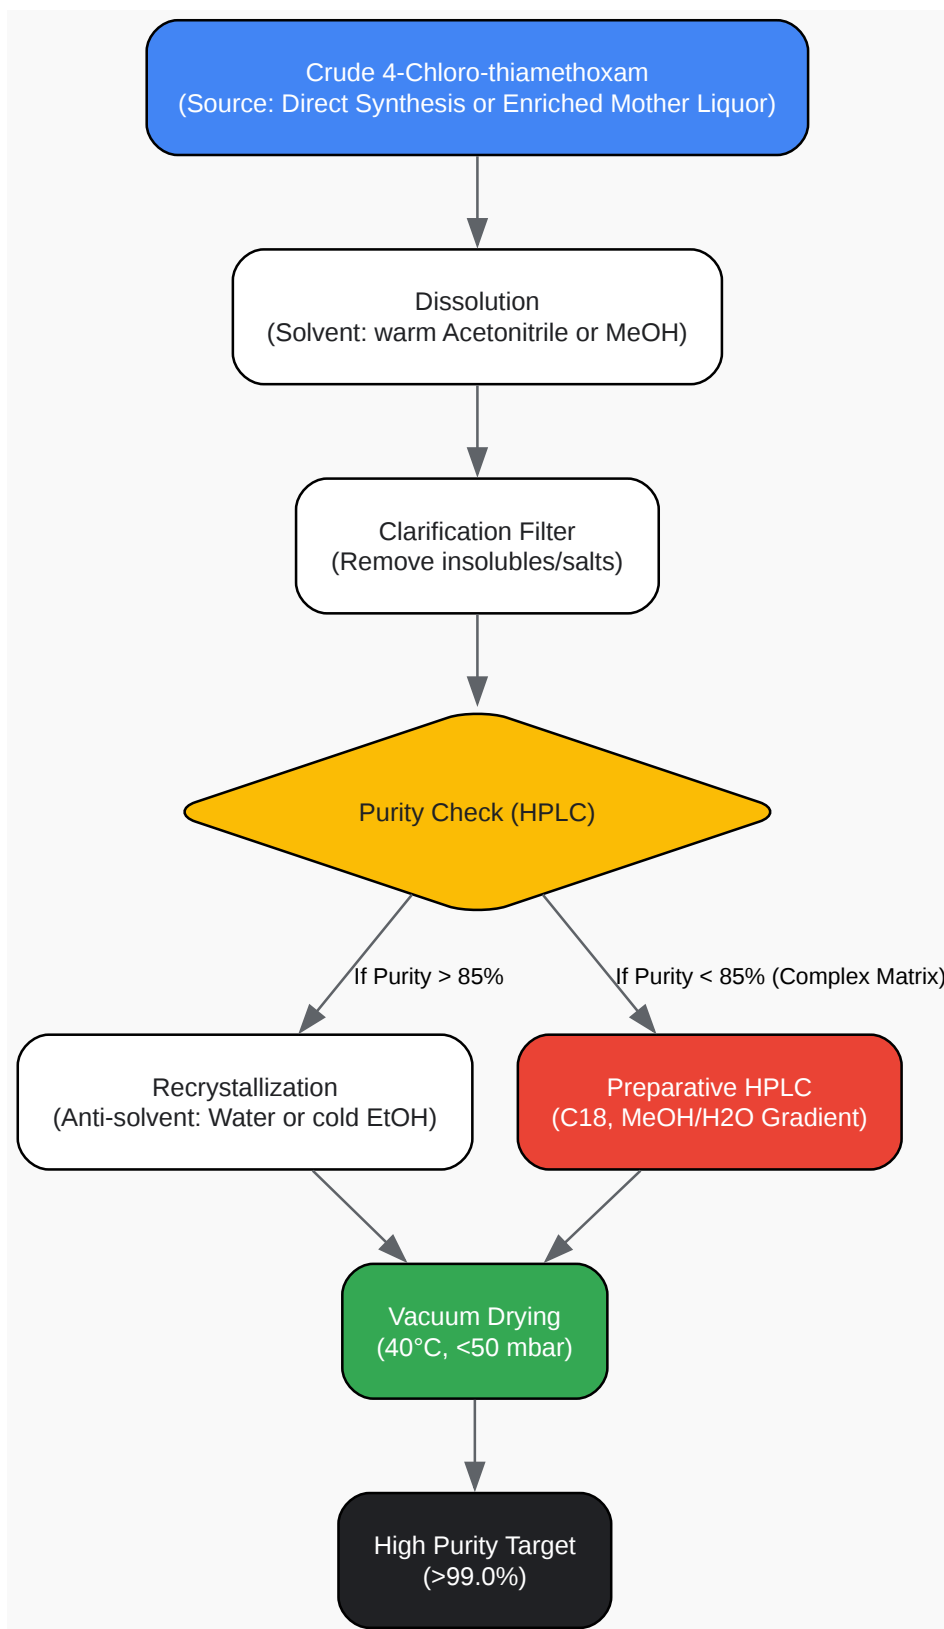 Crude 4-Chloro-thiamethoxam
(Source: Direct Synthesis or Enriched Mother Liquor)
Dissolution
(Solvent: warm Acetonitrile or MeOH)
Clarification Filter
(Remove insolubles/salts)
Purity Check (HPLC)
If Purity > 85%
If Purity < 85% (Complex Matrix)
Recrystallization
(Anti-solvent: Water or cold EtOH)
Preparative HPLC
(C18, MeOH/H2O Gradient)
Vacuum Drying
(40°C, <50 mbar)
High Purity Target
(>99.0%)